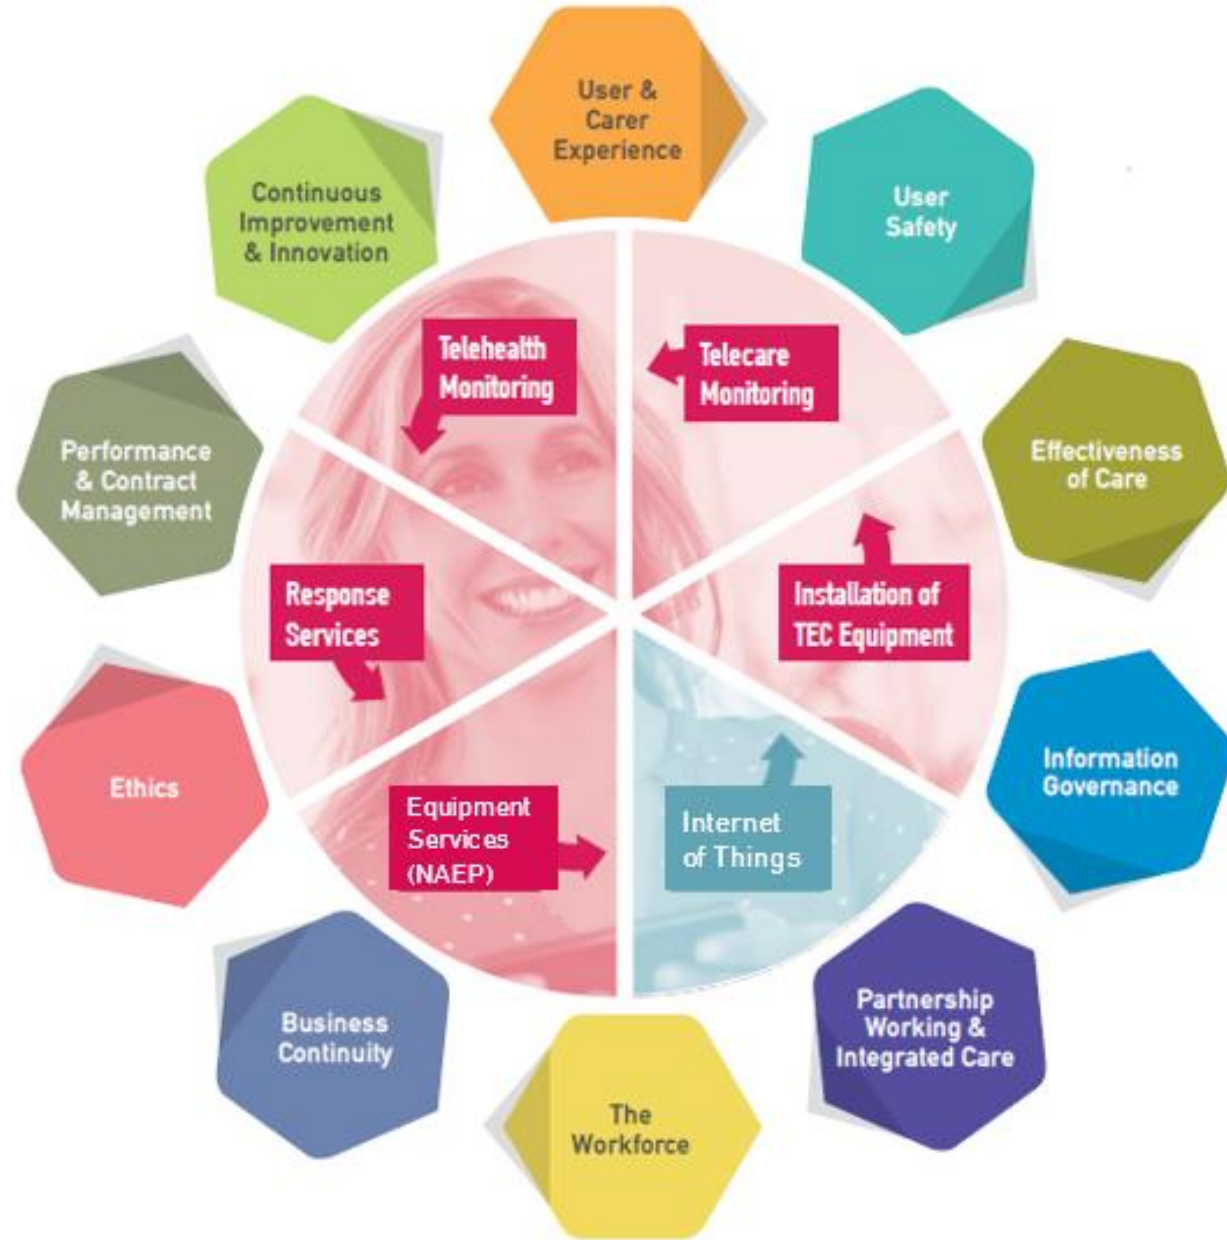 User &
Carer
Experience
User
Safety
Effectiveness
of Care
Information
Governance
Partnership
Working &
Integrated Care
The
Workforce
Business
Continuity
Ethics
Performance
& Contract
Management
Continuous
Improvement
& Innovation
Telehealth
Monitoring
Telecare
Monitoring
Installation of
TEC Equipment
Internet
of Things
Equipment
Services
(NAEP)
Response
Services